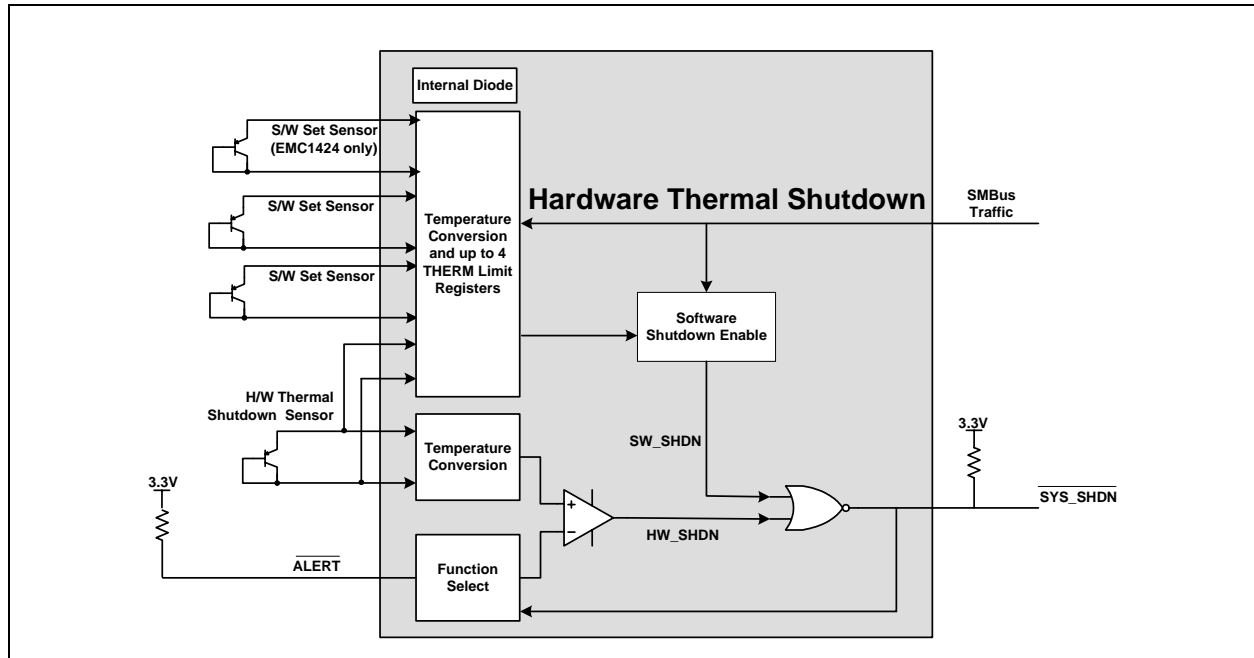 Internal Diode
S/W Set Sensor
(EMC1424 only)
S/W Set Sensor
S/W Set Sensor
Temperature
Conversion
and up to 4
THERM Limit
Registers
Hardware Thermal Shutdown
SMBus
Traffic
Software
Shutdown Enable
H/W Thermal
Shutdown Sensor
Temperature
Conversion
SW_SHDN
3.3V
SYS_SHDN
3.3V
HW_SHDN
ALERT
Function
Select
+
−